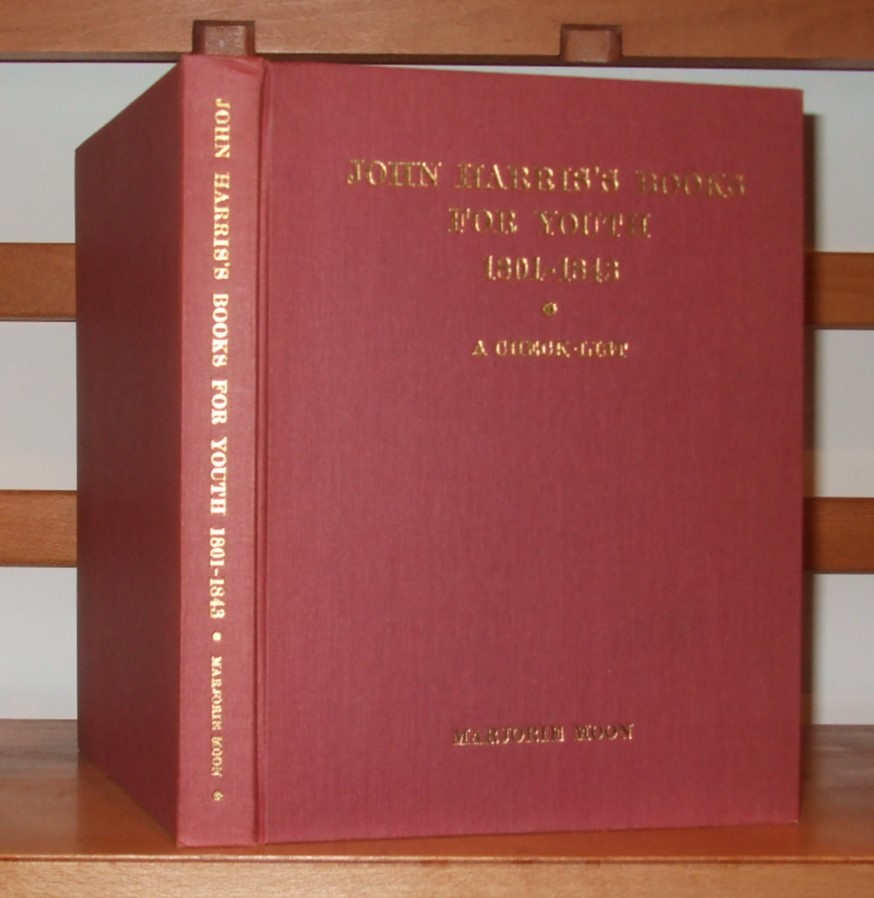 JOHN HARRIS'S BOOKS FOR YOUTH 1801-1843 • MARJORIE MOON
JOHN HARRIS'S BOOKS
FOR YOUTH
1801-1843
•
A CHECK-LIST
MARJORIE MOON